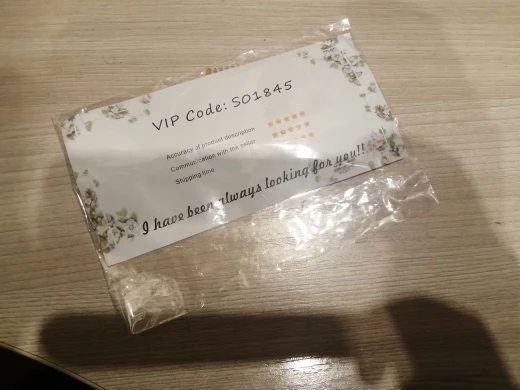 VIP Code: SO1845
Accuracy of product description
Communication with the seller
Shipping time
I have been always looking for you!!